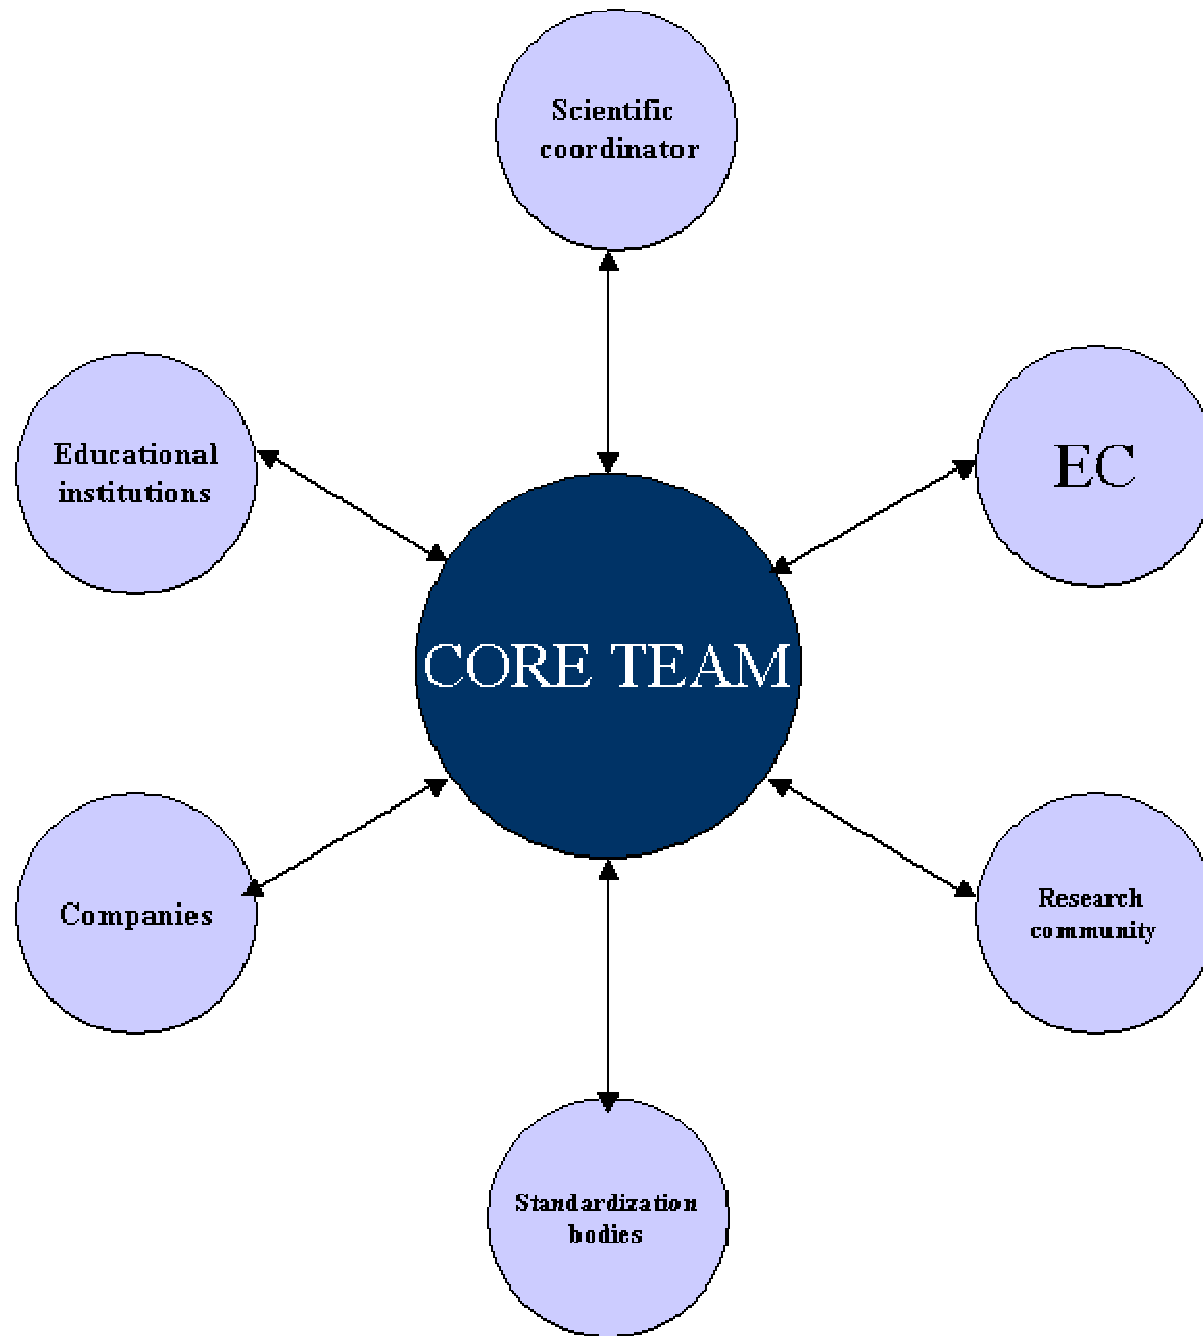 Scientific
coordinator
Educational
institutions
EC
CORE TEAM
Companies
Research
community
Standardization
bodies